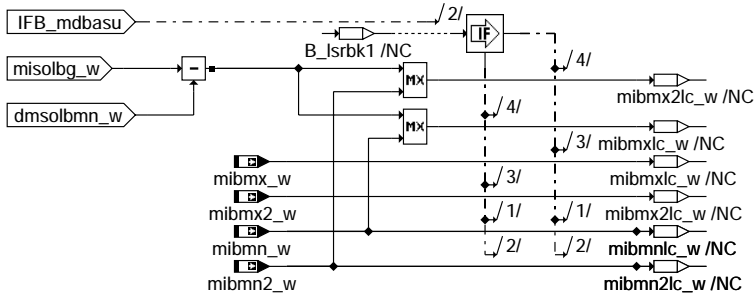 IFB_mdbasu
2/
IF
B_lsrbk1 /NC
misolbg_w
-
MX
4/
mibmx2lc_w /NC
dmsolbmn_w
4/
MX
3/
mibmxlc_w /NC
mibmx_w
3/
mibmxlc_w /NC
mibmx2_w
1/
1/
mibmx2lc_w /NC
mibmn_w
2/
2/
mibmnlc_w /NC
mibmn2_w
mibmn2lc_w /NC